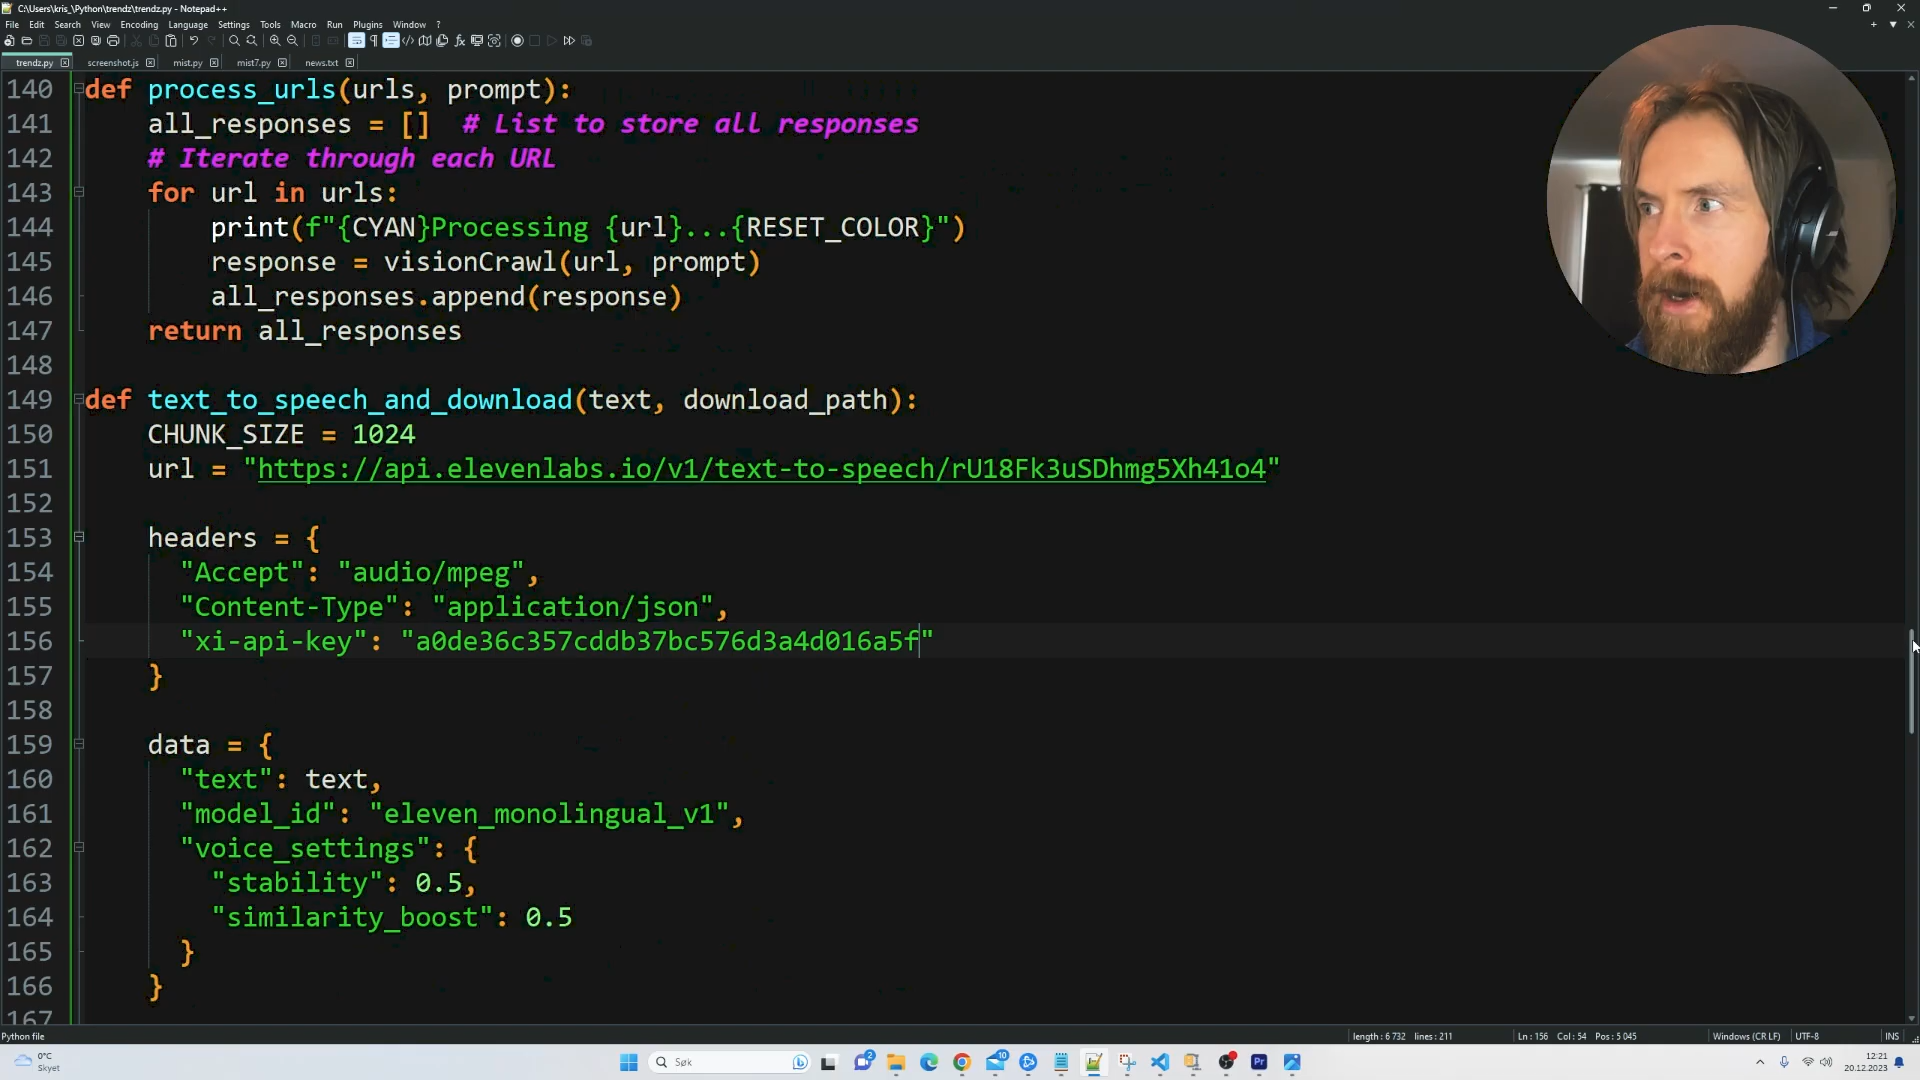 C:\Users\kris_\Python\trendz\trendz.py - Notepad++
File Edit Search View Encoding Language Settings Tools Macro Run Plugins Window ?
trendz.py screenshot.js mist.py mist7.py news.txt
140 def process_urls(urls, prompt):
141 all_responses = [] # List to store all responses
142 # Iterate through each URL
143 for url in urls:
144 print(f"{CYAN}Processing {url}...{RESET_COLOR}")
145 response = visionCrawl(url, prompt)
146 all_responses.append(response)
147 return all_responses
148
149 def text_to_speech_and_download(text, download_path):
150 CHUNK_SIZE = 1024
151 url = "https://api.elevenlabs.io/v1/text-to-speech/rU18Fk3uSDhmg5Xh41o4"
152
153 headers = {
154 "Accept": "audio/mpeg",
155 "Content-Type": "application/json",
156 "xi-api-key": "a0de36c357cddb37bc576d3a4d016a5f"
157 }
158
159 data = {
160 "text": text,
161 "model_id": "eleven_monolingual_v1",
162 "voice_settings": {
163 "stability": 0.5,
164 "similarity_boost": 0.5
165 }
166 }
167
Python file length : 6 732 lines : 211 Ln : 156 Col : 54 Pos : 5 045 Windows (CR LF) UTF-8 INS
0°C
Skyet
Søk
2
10
Pr
12:21
20.12.2023